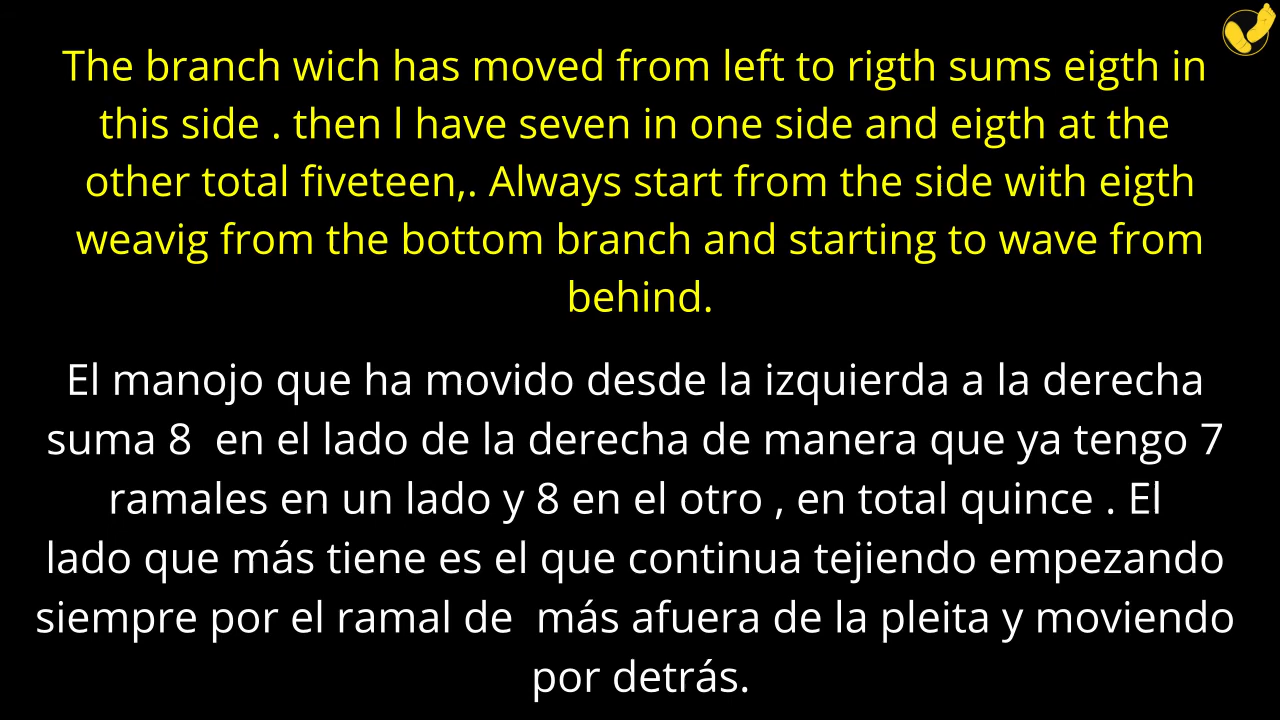 The branch wich has moved from left to rigth sums eigth in
this side . then l have seven in one side and eigth at the
other total fiveteen,. Always start from the side with eigth
weavig from the bottom branch and starting to wave from
behind.
El manojo que ha movido desde la izquierda a la derecha
suma 8  en el lado de la derecha de manera que ya tengo 7
ramales en un lado y 8 en el otro , en total quince . El
lado que más tiene es el que continua tejiendo empezando
siempre por el ramal de  más afuera de la pleita y moviendo
por detrás.